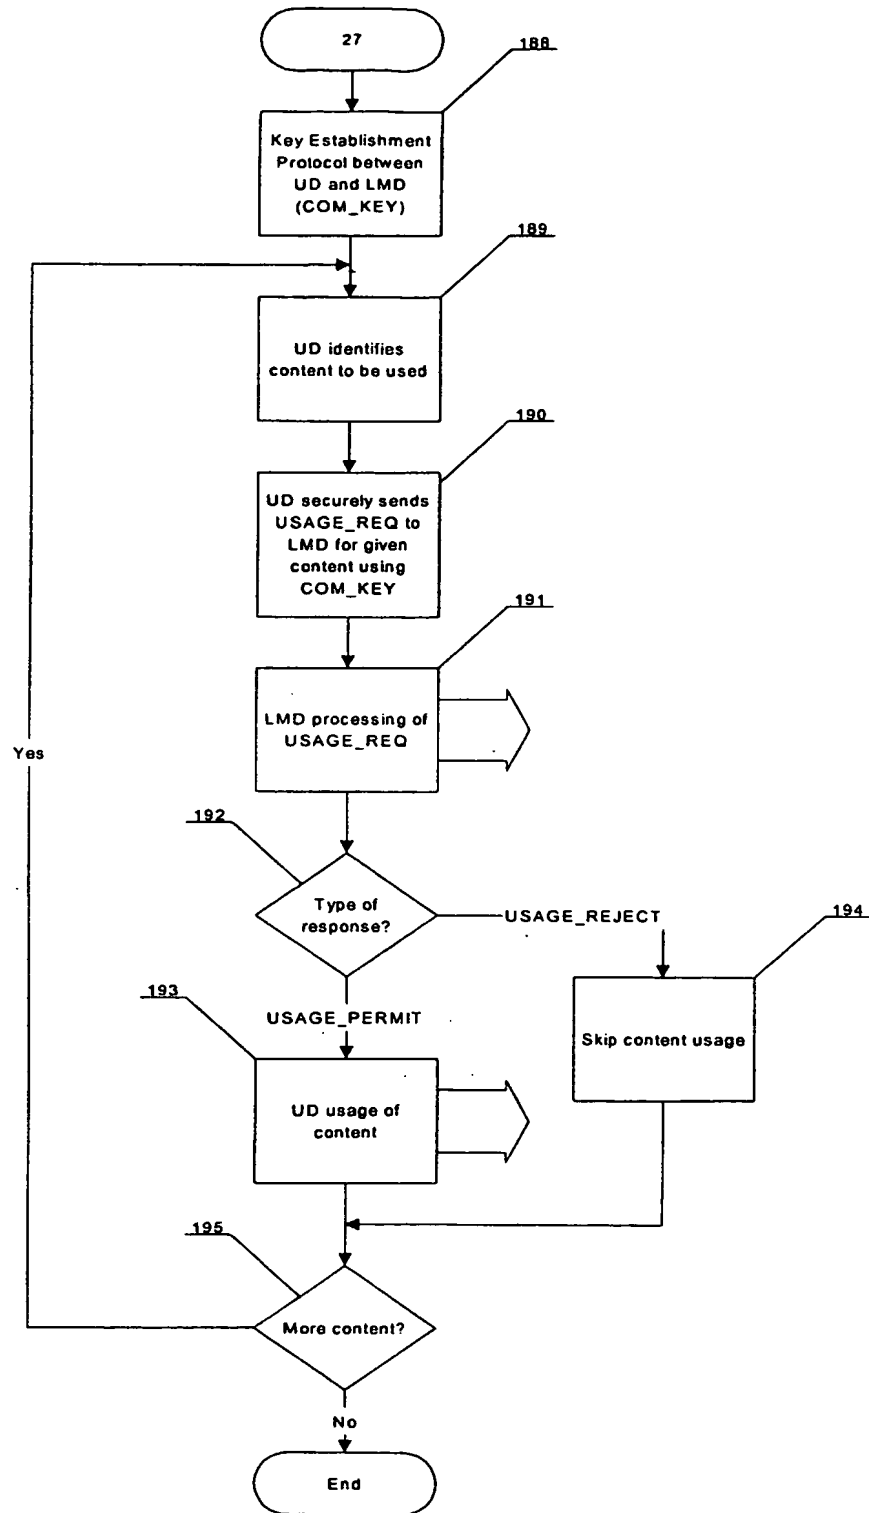 27
188
Key Establishment
Protocol between
UD and LMD
(COM_KEY)
189
UD identifies
content to be used
190
UD securely sends
USAGE_REQ to
LMD for given
content using
COM_KEY
191
LMD processing of
USAGE_REQ
Yes
192
Type of
response?
USAGE_REJECT
194
193
USAGE_PERMIT
Skip content usage
UD usage of
content
195
More content?
No
End